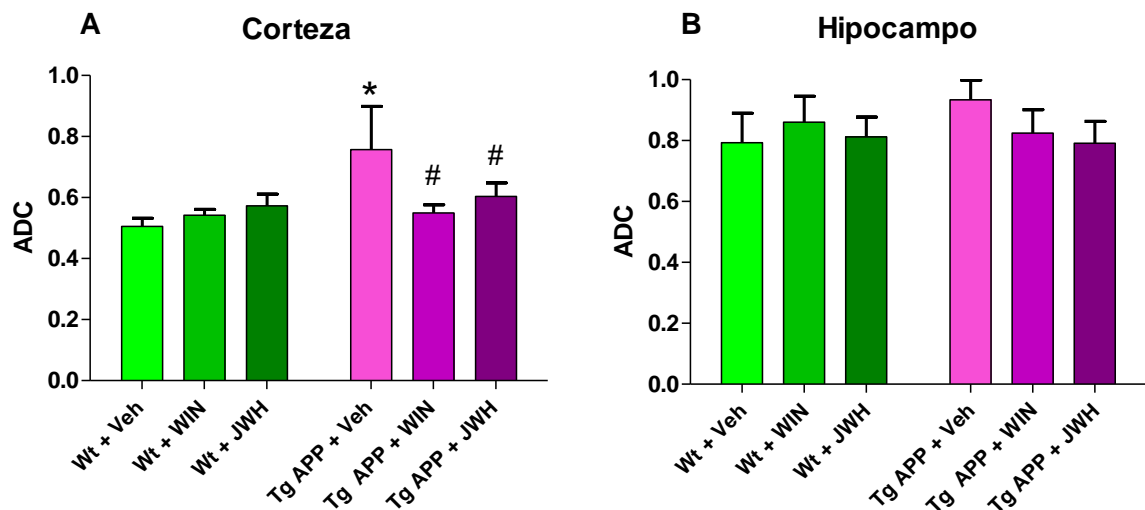 A
Corteza
ADC
1.0
0.8
0.6
0.4
0.2
0.0
*
#
#
Wt + Veh
Wt + WIN
Wt + JWH
Tg APP + Veh
Tg APP + WIN
Tg APP + JWH
B
Hipocampo
ADC
1.0
0.8
0.6
0.4
0.2
0.0
Wt + Veh
Wt + WIN
Wt + JWH
Tg APP + Veh
Tg APP + WIN
Tg APP + JWH